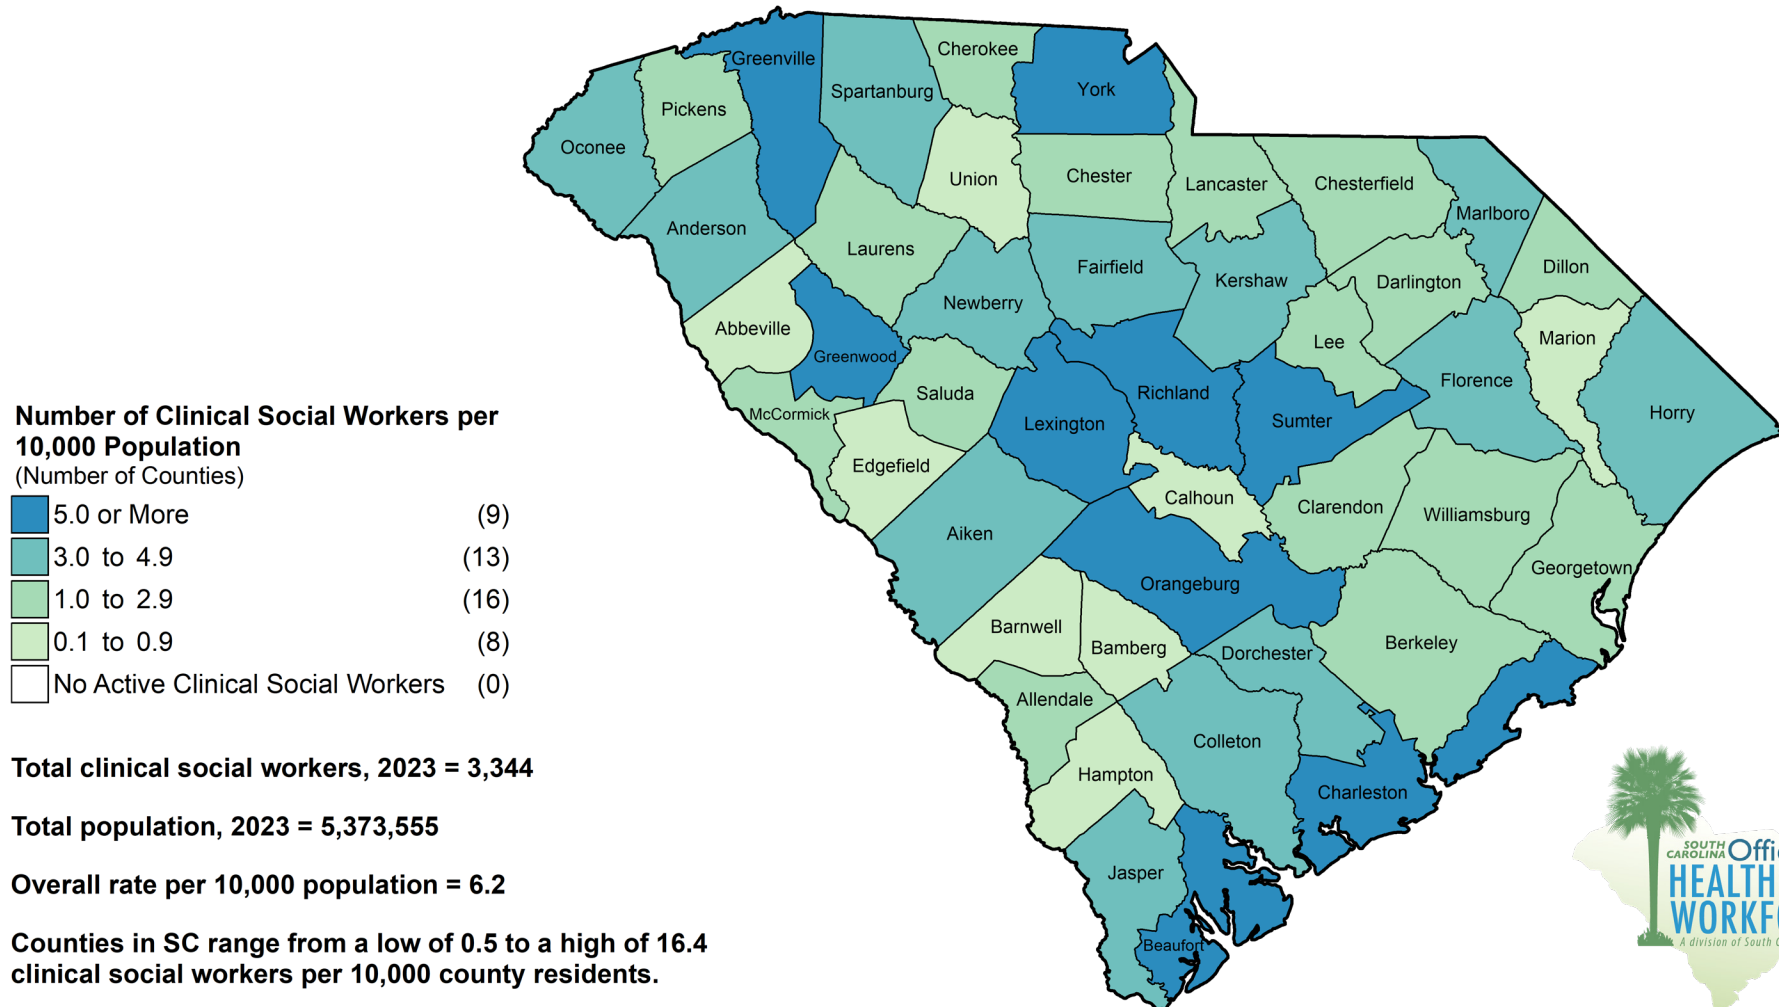 Greenville
Cherokee
York
Spartanburg
Pickens
Oconee
Union
Chester
Lancaster
Chesterfield
Marlboro
Anderson
Laurens
Fairfield
Kershaw
Darlington
Dillon
Newberry
Abbeville
Greenwood
Lee
Marion
Saluda
Richland
Florence
McCormick
Lexington
Sumter
Horry
Edgefield
Calhoun
Clarendon
Williamsburg
Aiken
Georgetown
Orangeburg
Barnwell
Bamberg
Dorchester
Berkeley
Allendale
Colleton
Hampton
Charleston
Jasper
Beaufort
Number of Clinical Social Workers per
10,000 Population
(Number of Counties)
5.0 or More (9)
3.0 to 4.9 (13)
1.0 to 2.9 (16)
0.1 to 0.9 (8)
No Active Clinical Social Workers (0)
Total clinical social workers, 2023 = 3,344
Total population, 2023 = 5,373,555
Overall rate per 10,000 population = 6.2
Counties in SC range from a low of 0.5 to a high of 16.4
clinical social workers per 10,000 county residents.
SOUTH
CAROLINA
HEALTH
A division of South